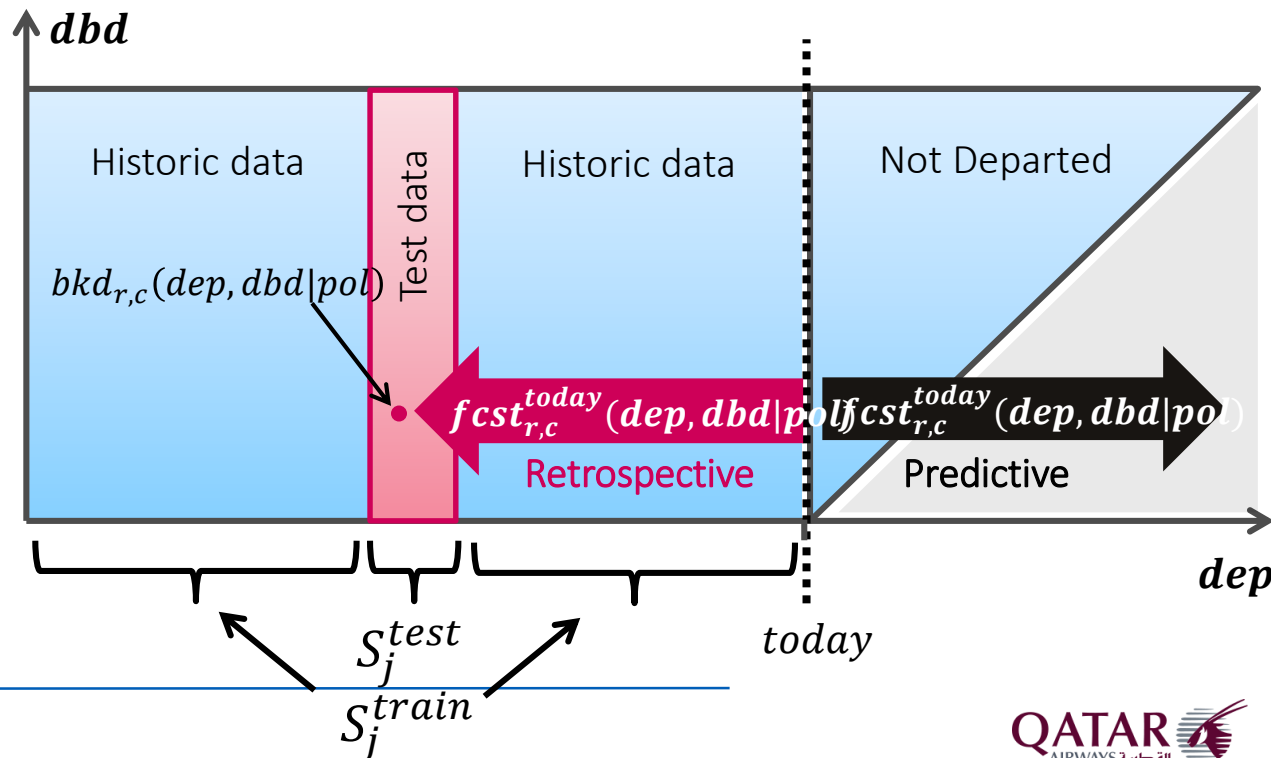 dbd
Historic data
Test data
Historic data
Not Departed
bkd_{r,c}(dep, dbd|pol)
fcst_{r,c}^{today}(dep, dbd|pol)
fcst_{r,c}^{today}(dep, dbd|pol)
Retrospective
Predictive
dep
S_j^{test}
today
S_j^{train}
QATAR